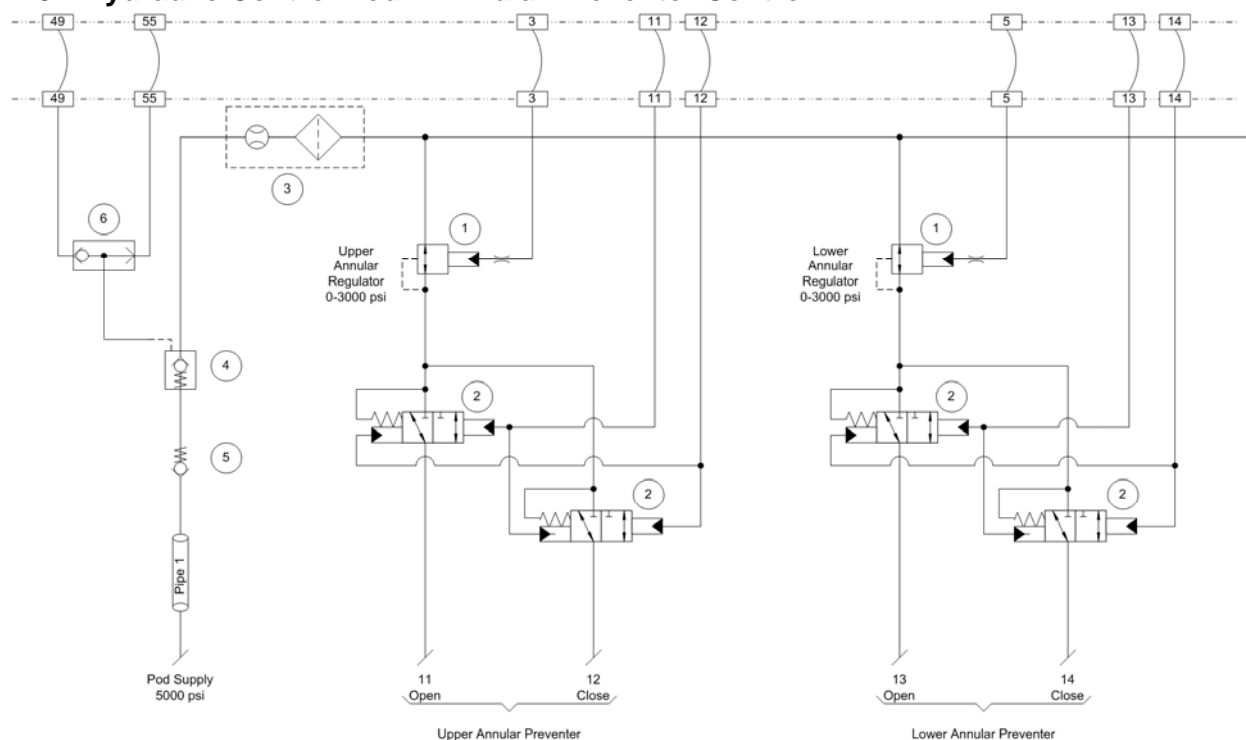 49 55 3 11 12 5 13 14
49 55 3 11 12 5 13 14
3
6
1
1
Upper
Annular
Regulator
0-3000 psi
Lower
Annular
Regulator
0-3000 psi
4
2
2
5
2
2
Pipe 1
Pod Supply
5000 psi
11
Open
12
Close
13
Open
14
Close
Upper Annular Preventer
Lower Annular Preventer